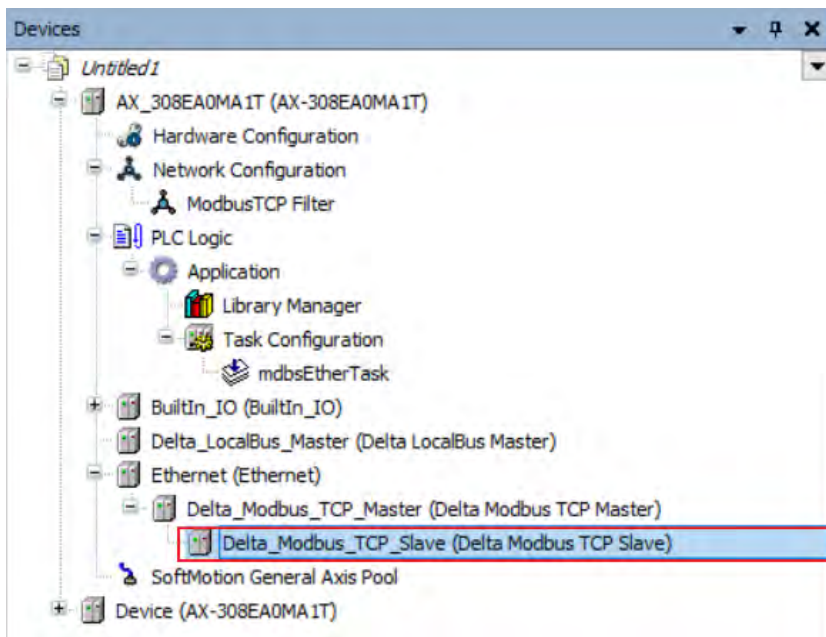 Devices
Untitled1
AX_308EA0MA1T (AX-308EA0MA1T)
Hardware Configuration
Network Configuration
ModbusTCP Filter
PLC Logic
Application
Library Manager
Task Configuration
mdbsEtherTask
BuiltIn_IO (BuiltIn_IO)
Delta_LocalBus_Master (Delta LocalBus Master)
Ethernet (Ethernet)
Delta_Modbus_TCP_Master (Delta Modbus TCP Master)
Delta_Modbus_TCP_Slave (Delta Modbus TCP Slave)
SoftMotion General Axis Pool
Device (AX-308EA0MA1T)